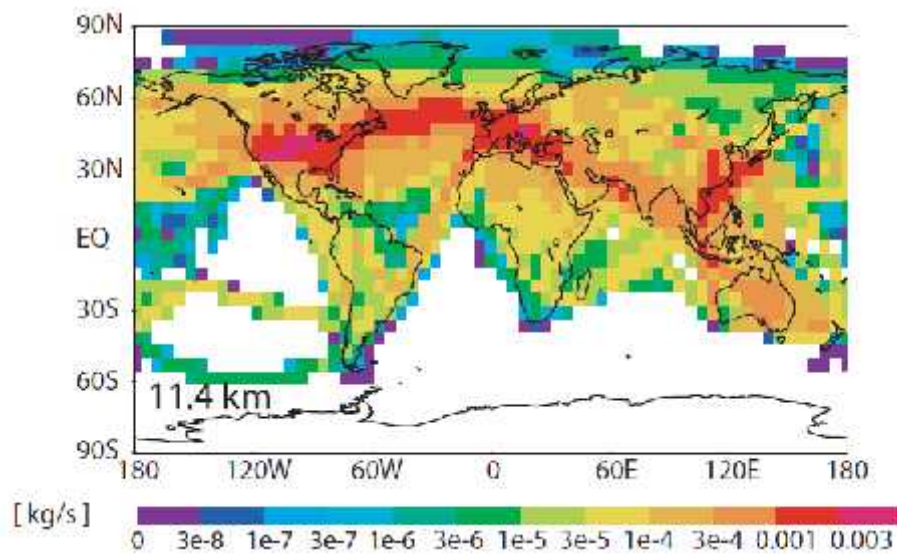 90N
60N
30N
EQ
30S
60S
11.4 km
90S
180 120W 60W 0 60E 120E 180
[ kg/s ]
0 3e-8 1e-7 3e-7 1e-6 3e-6 1e-5 3e-5 1e-4 3e-4 0.001 0.003